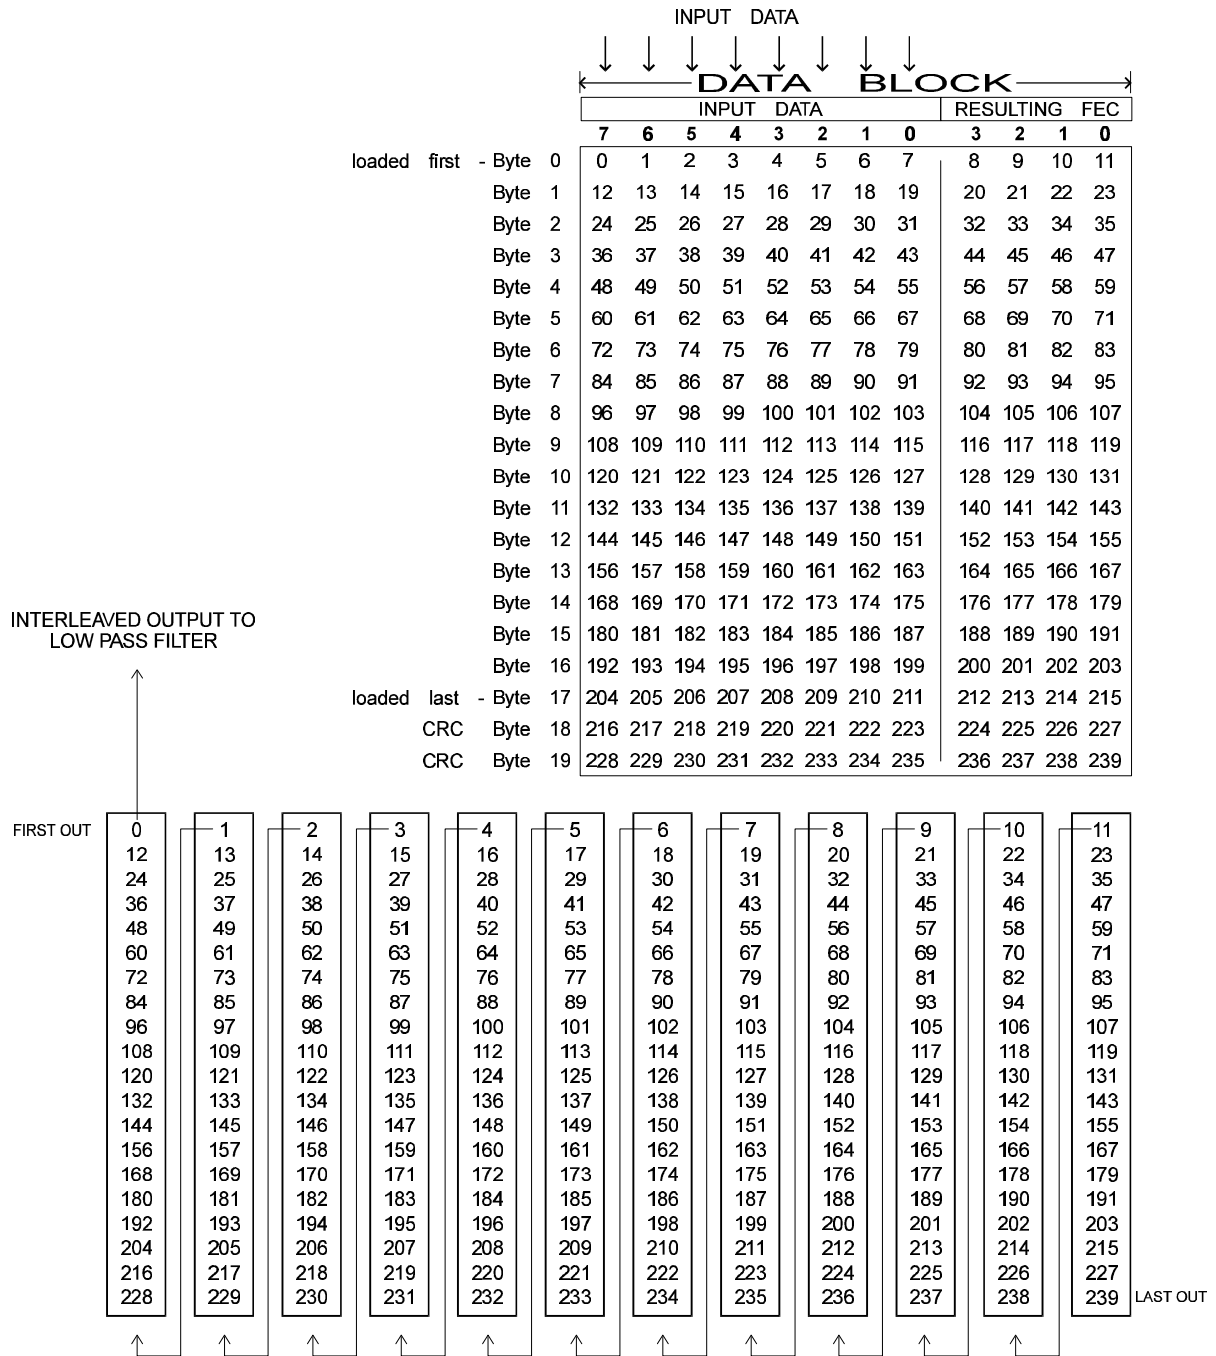 INPUT DATA
DATA BLOCK
INPUT DATA RESULTING FEC
7 6 5 4 3 2 1 0 3 2 1 0
loaded first - Byte 0 0 1 2 3 4 5 6 7 8 9 10 11
Byte 1 12 13 14 15 16 17 18 19 20 21 22 23
Byte 2 24 25 26 27 28 29 30 31 32 33 34 35
Byte 3 36 37 38 39 40 41 42 43 44 45 46 47
Byte 4 48 49 50 51 52 53 54 55 56 57 58 59
Byte 5 60 61 62 63 64 65 66 67 68 69 70 71
Byte 6 72 73 74 75 76 77 78 79 80 81 82 83
Byte 7 84 85 86 87 88 89 90 91 92 93 94 95
Byte 8 96 97 98 99 100 101 102 103 104 105 106 107
Byte 9 108 109 110 111 112 113 114 115 116 117 118 119
Byte 10 120 121 122 123 124 125 126 127 128 129 130 131
Byte 11 132 133 134 135 136 137 138 139 140 141 142 143
Byte 12 144 145 146 147 148 149 150 151 152 153 154 155
Byte 13 156 157 158 159 160 161 162 163 164 165 166 167
Byte 14 168 169 170 171 172 173 174 175 176 177 178 179
Byte 15 180 181 182 183 184 185 186 187 188 189 190 191
Byte 16 192 193 194 195 196 197 198 199 200 201 202 203
loaded last - Byte 17 204 205 206 207 208 209 210 211 212 213 214 215
CRC Byte 18 216 217 218 219 220 221 222 223 224 225 226 227
CRC Byte 19 228 229 230 231 232 233 234 235 236 237 238 239
INTERLEAVED OUTPUT TO
LOW PASS FILTER
FIRST OUT 0 1 2 3 4 5 6 7 8 9 10 11
12 13 14 15 16 17 18 19 20 21 22 23
24 25 26 27 28 29 30 31 32 33 34 35
36 37 38 39 40 41 42 43 44 45 46 47
48 49 50 51 52 53 54 55 56 57 58 59
60 61 62 63 64 65 66 67 68 69 70 71
72 73 74 75 76 77 78 79 80 81 82 83
84 85 86 87 88 89 90 91 92 93 94 95
96 97 98 99 100 101 102 103 104 105 106 107
108 109 110 111 112 113 114 115 116 117 118 119
120 121 122 123 124 125 126 127 128 129 130 131
132 133 134 135 136 137 138 139 140 141 142 143
144 145 146 147 148 149 150 151 152 153 154 155
156 157 158 159 160 161 162 163 164 165 166 167
168 169 170 171 172 173 174 175 176 177 178 179
180 181 182 183 184 185 186 187 188 189 190 191
192 193 194 195 196 197 198 199 200 201 202 203
204 205 206 207 208 209 210 211 212 213 214 215
216 217 218 219 220 221 222 223 224 225 226 227
228 229 230 231 232 233 234 235 236 237 238 239 LAST OUT